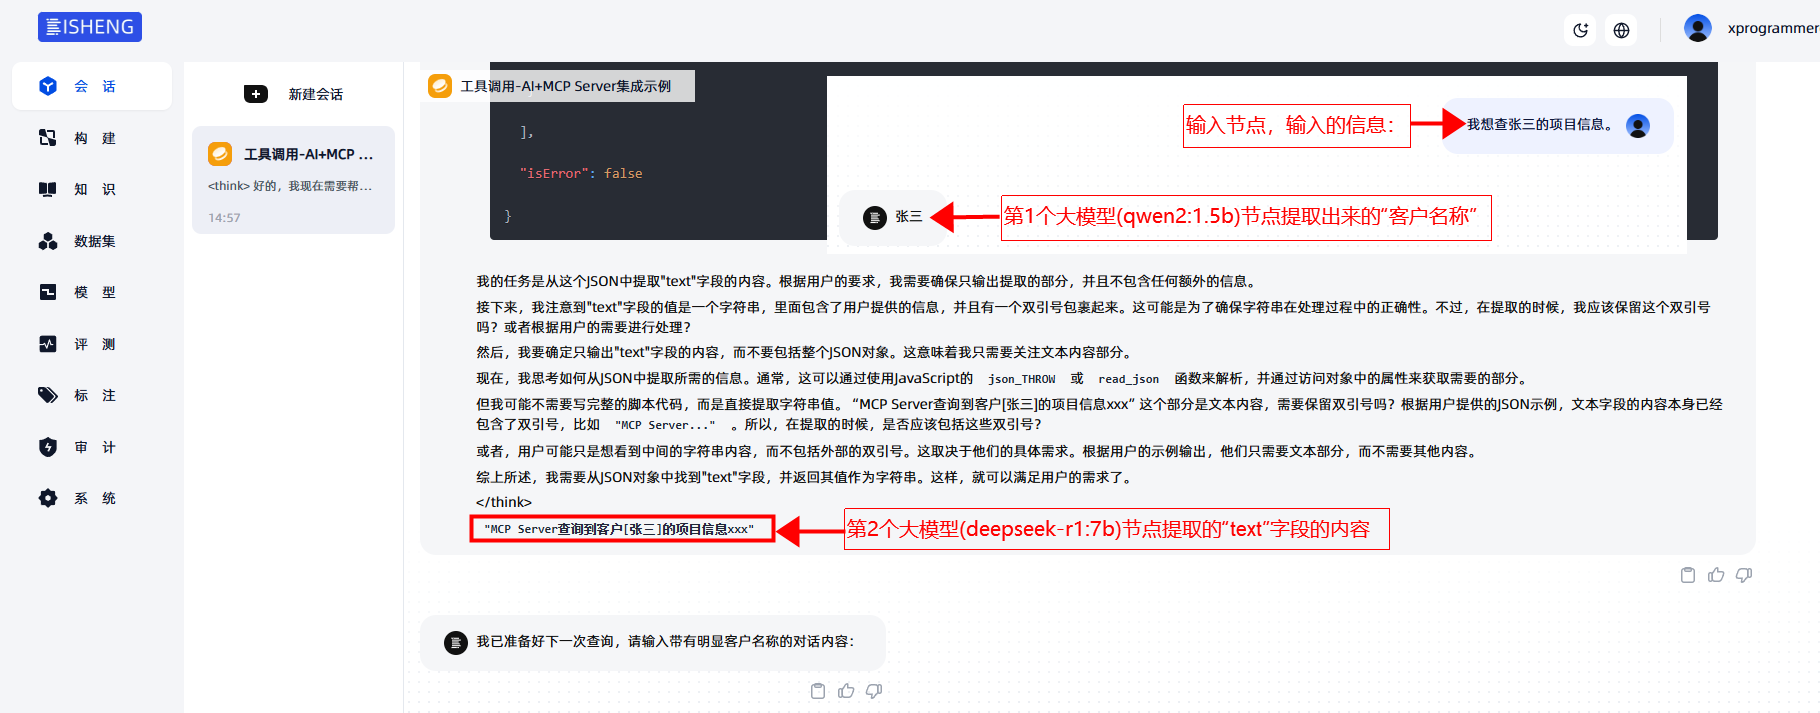 BISHENG
xprogrammer
会 话
构 建
知 识
数据集
模 型
评 测
标 注
审 计
系 统
新建会话
工具调用-AI+MCP ...
<think> 好的，我现在需要帮...
14:57
工具调用-AI+MCP Server集成示例
],
"isError": false
}
输入节点，输入的信息：
我想查张三的项目信息。
张三
第1个大模型(qwen2:1.5b)节点提取出来的“客户名称”
我的任务是从这个JSON中提取"text"字段的内容。根据用户的要求，我需要确保只输出提取的部分，并且不包含任何额外的信息。
接下来，我注意到"text"字段的值是一个字符串，里面包含了用户提供的信息，并且有一个双引号包裹起来。这可能是为了确保字符串在处理过程中的正确性。不过，在提取的时候，我应该保留这个双引号
吗？或者根据用户的需要进行处理？
然后，我要确定只输出"text"字段的内容，而不要包括整个JSON对象。这意味着我只需要关注文本内容部分。
现在，我思考如何从JSON中提取所需的信息。通常，这可以通过使用JavaScript的 json_THROW 或 read_json 函数来解析，并通过访问对象中的属性来获取需要的部分。
但我可能不需要写完整的脚本代码，而是直接提取字符串值。“MCP Server查询到客户[张三]的项目信息xxx” 这个部分是文本内容，需要保留双引号吗？根据用户提供的JSON示例，文本字段的内容本身已经
包含了双引号，比如 "MCP Server..." 。所以，在提取的时候，是否应该包括这些双引号？
或者，用户可能只是想看到中间的字符串内容，而不包括外部的双引号。这取决于他们的具体需求。根据用户的示例输出，他们只需要文本部分，而不需要其他内容。
综上所述，我需要从JSON对象中找到"text"字段，并返回其值作为字符串。这样，就可以满足用户的需求了。
</think>
"MCP Server查询到客户[张三]的项目信息xxx"
第2个大模型(deepseek-r1:7b)节点提取的“text”字段的内容
我已准备好下一次查询，请输入带有明显客户名称的对话内容：